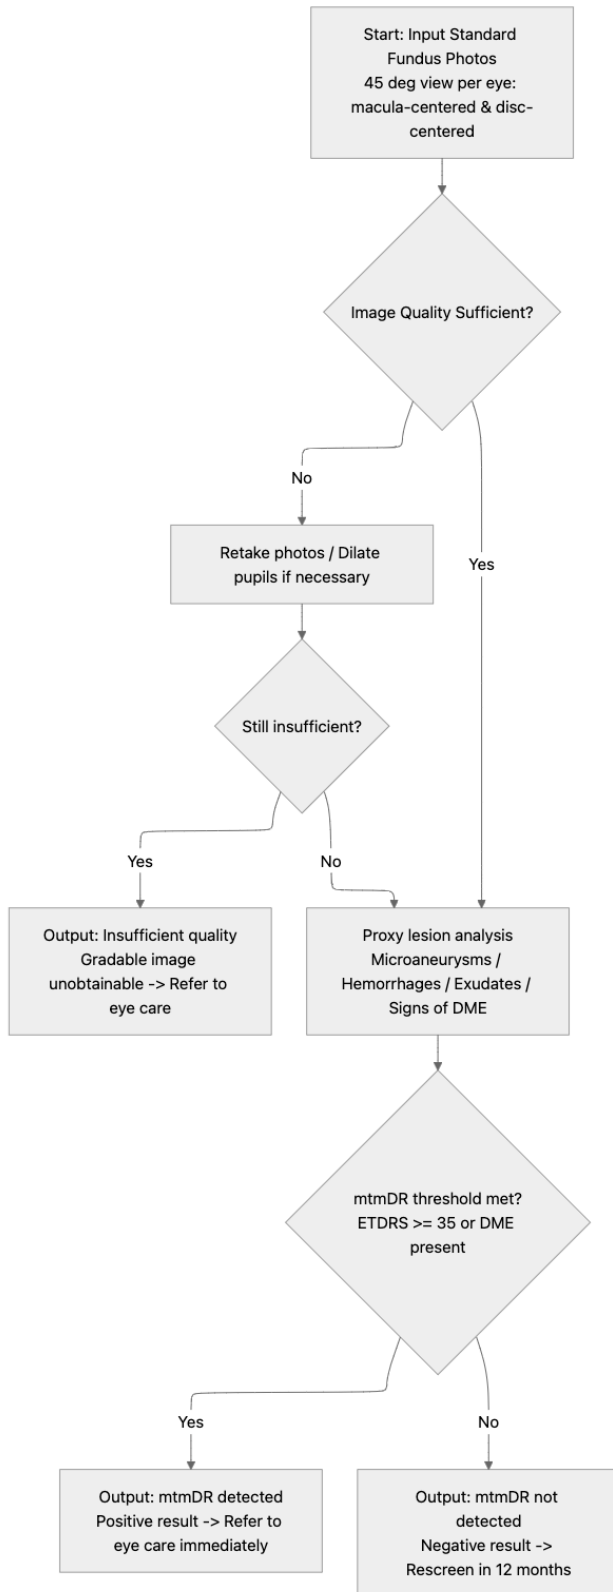 Start: Input Standard
Fundus Photos
45 deg view per eye:
macula-centered & disc-
centered
Image Quality Sufficient?
No
Yes
Retake photos / Dilate
pupils if necessary
Still insufficient?
Yes
No
Output: Insufficient quality
Gradable image
unobtainable -> Refer to
eye care
Proxy lesion analysis
Microaneurysms /
Hemorrhages / Exudates /
Signs of DME
mtmDR threshold met?
ETDRS >= 35 or DME
present
Yes
No
Output: mtmDR detected
Positive result -> Refer to
eye care immediately
Output: mtmDR not
detected
Negative result ->
Rescreen in 12 months